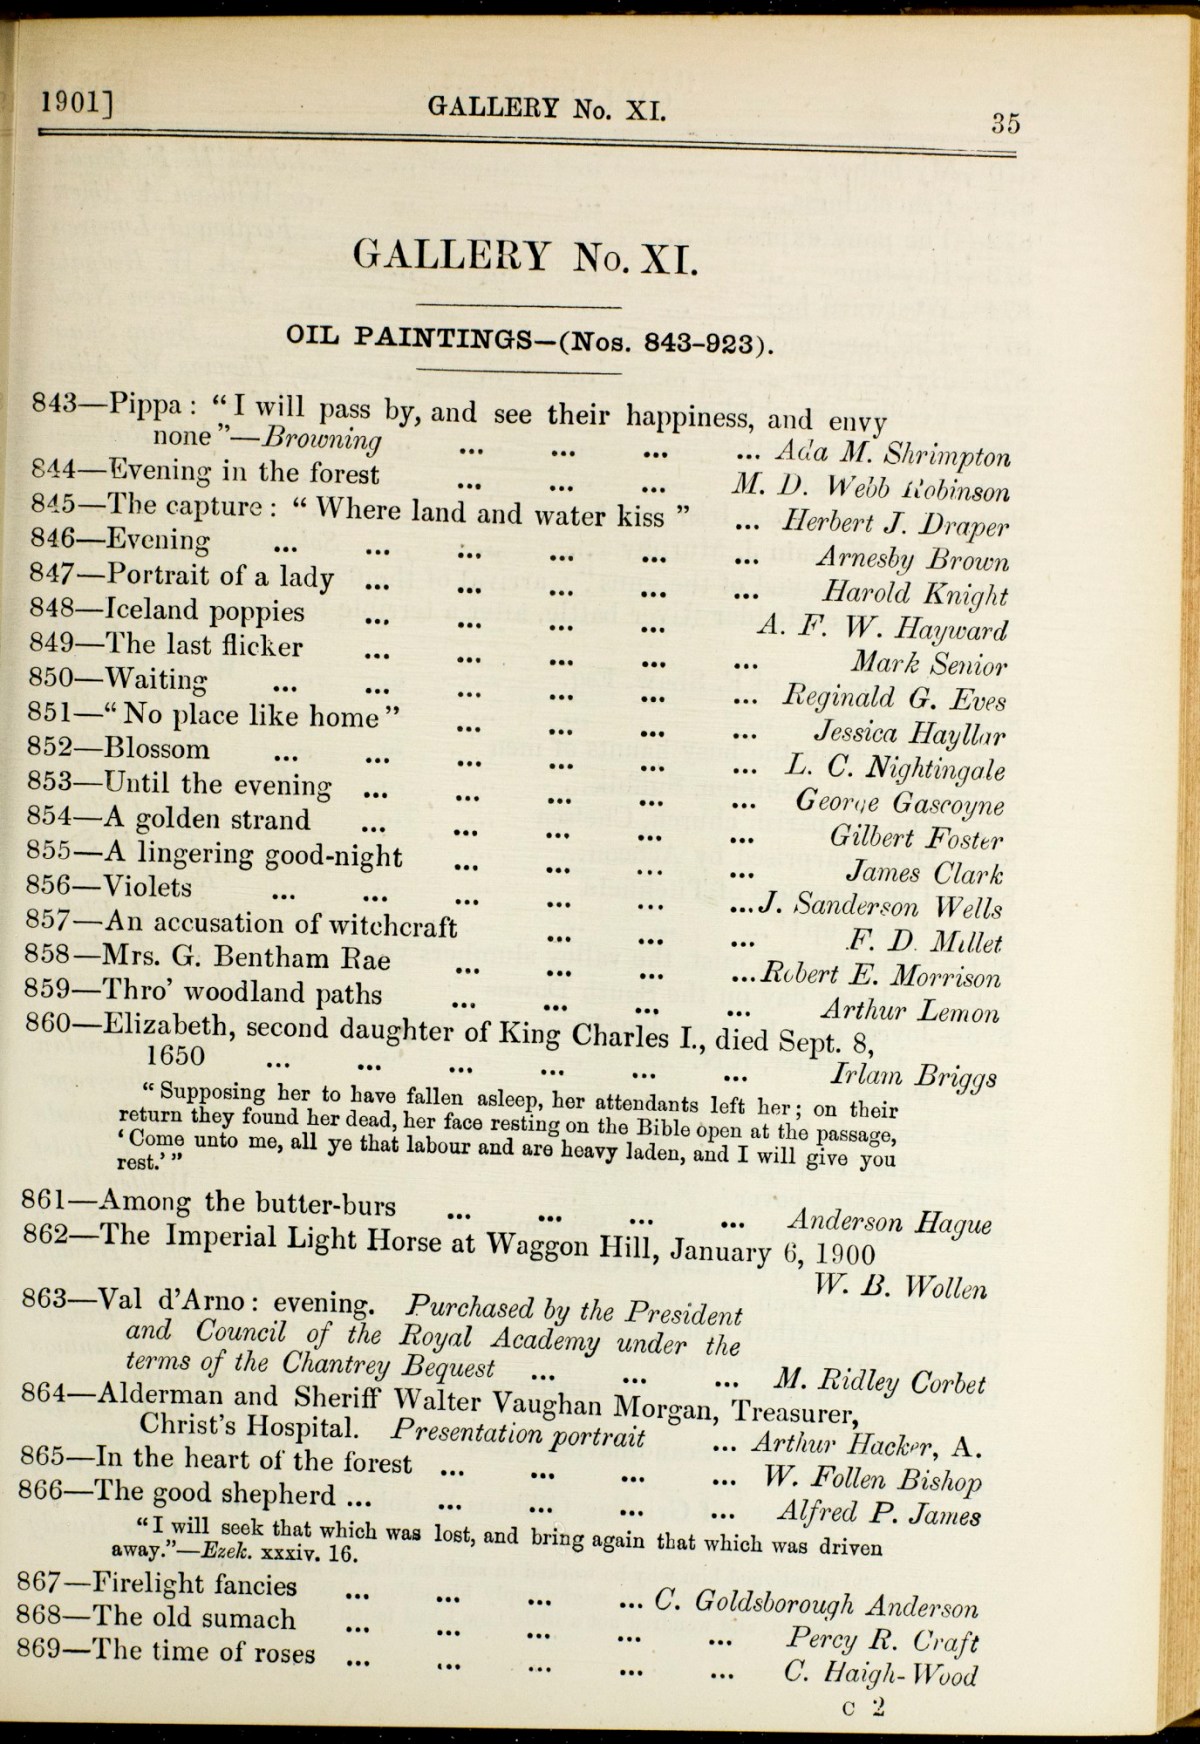 1901] GALLERY No. XI. 35
GALLERY No. XI.
OIL PAINTINGS—(Nos. 843-923).
843—Pippa : “I will pass by, and see their happiness, and envy
none”—Browning ... ... ... ... Ada M. Shrimpton
844—Evening in the forest ... ... ... M. D. Webb Robinson
845—The capture : “Where land and water kiss” ... Herbert J. Draper
846—Evening ... ... ... ... ... ... Arnesby Brown
847—Portrait of a lady ... ... ... ... ... Harold Knight
848—Iceland poppies ... ... ... ... A. F. W. Hayward
849—The last flicker ... ... ... ... ... Mark Senior
850—Waiting ... ... ... ... ... ... Reginald G. Eves
851—“No place like home” ... ... ... ... Jessica Hayllar
852—Blossom ... ... ... ... ... ... L. C. Nightingale
853—Until the evening ... ... ... ... ... George Gascoyne
854—A golden strand ... ... ... ... ... Gilbert Foster
855—A lingering good-night ... ... ... ... James Clark
856—Violets ... ... ... ... ... ...J. Sanderson Wells
857—An accusation of witchcraft ... ... ... F. D. Millet
858—Mrs. G. Bentham Rae ... ... ... ...Robert E. Morrison
859—Thro’ woodland paths ... ... ... ... Arthur Lemon
860—Elizabeth, second daughter of King Charles I., died Sept. 8,
1650 ... ... ... ... ... ... Irlam Briggs
“Supposing her to have fallen asleep, her attendants left her ; on their
return they found her dead, her face resting on the Bible open at the passage,
‘Come unto me, all ye that labour and are heavy laden, and I will give you
rest.’”
861—Among the butter-burs ... ... ... ... Anderson Hague
862—The Imperial Light Horse at Waggon Hill, January 6, 1900
W. B. Wollen
863—Val d’Arno : evening. Purchased by the President
and Council of the Royal Academy under the
terms of the Chantrey Bequest ... ... ... M. Ridley Corbet
864—Alderman and Sheriff Walter Vaughan Morgan, Treasurer,
Christ’s Hospital. Presentation portrait ... Arthur Hacker, A.
865—In the heart of the forest ... ... ... ... W. Follen Bishop
866—The good shepherd ... ... ... ... ... Alfred P. James
“I will seek that which was lost, and bring again that which was driven
away.”—Ezek. xxxiv. 16.
867—Firelight fancies ... ... ... ... C. Goldsborough Anderson
868—The old sumach ... ... ... ... ... Percy R. Craft
869—The time of roses ... ... ... ... ... C. Haigh-Wood
C 2